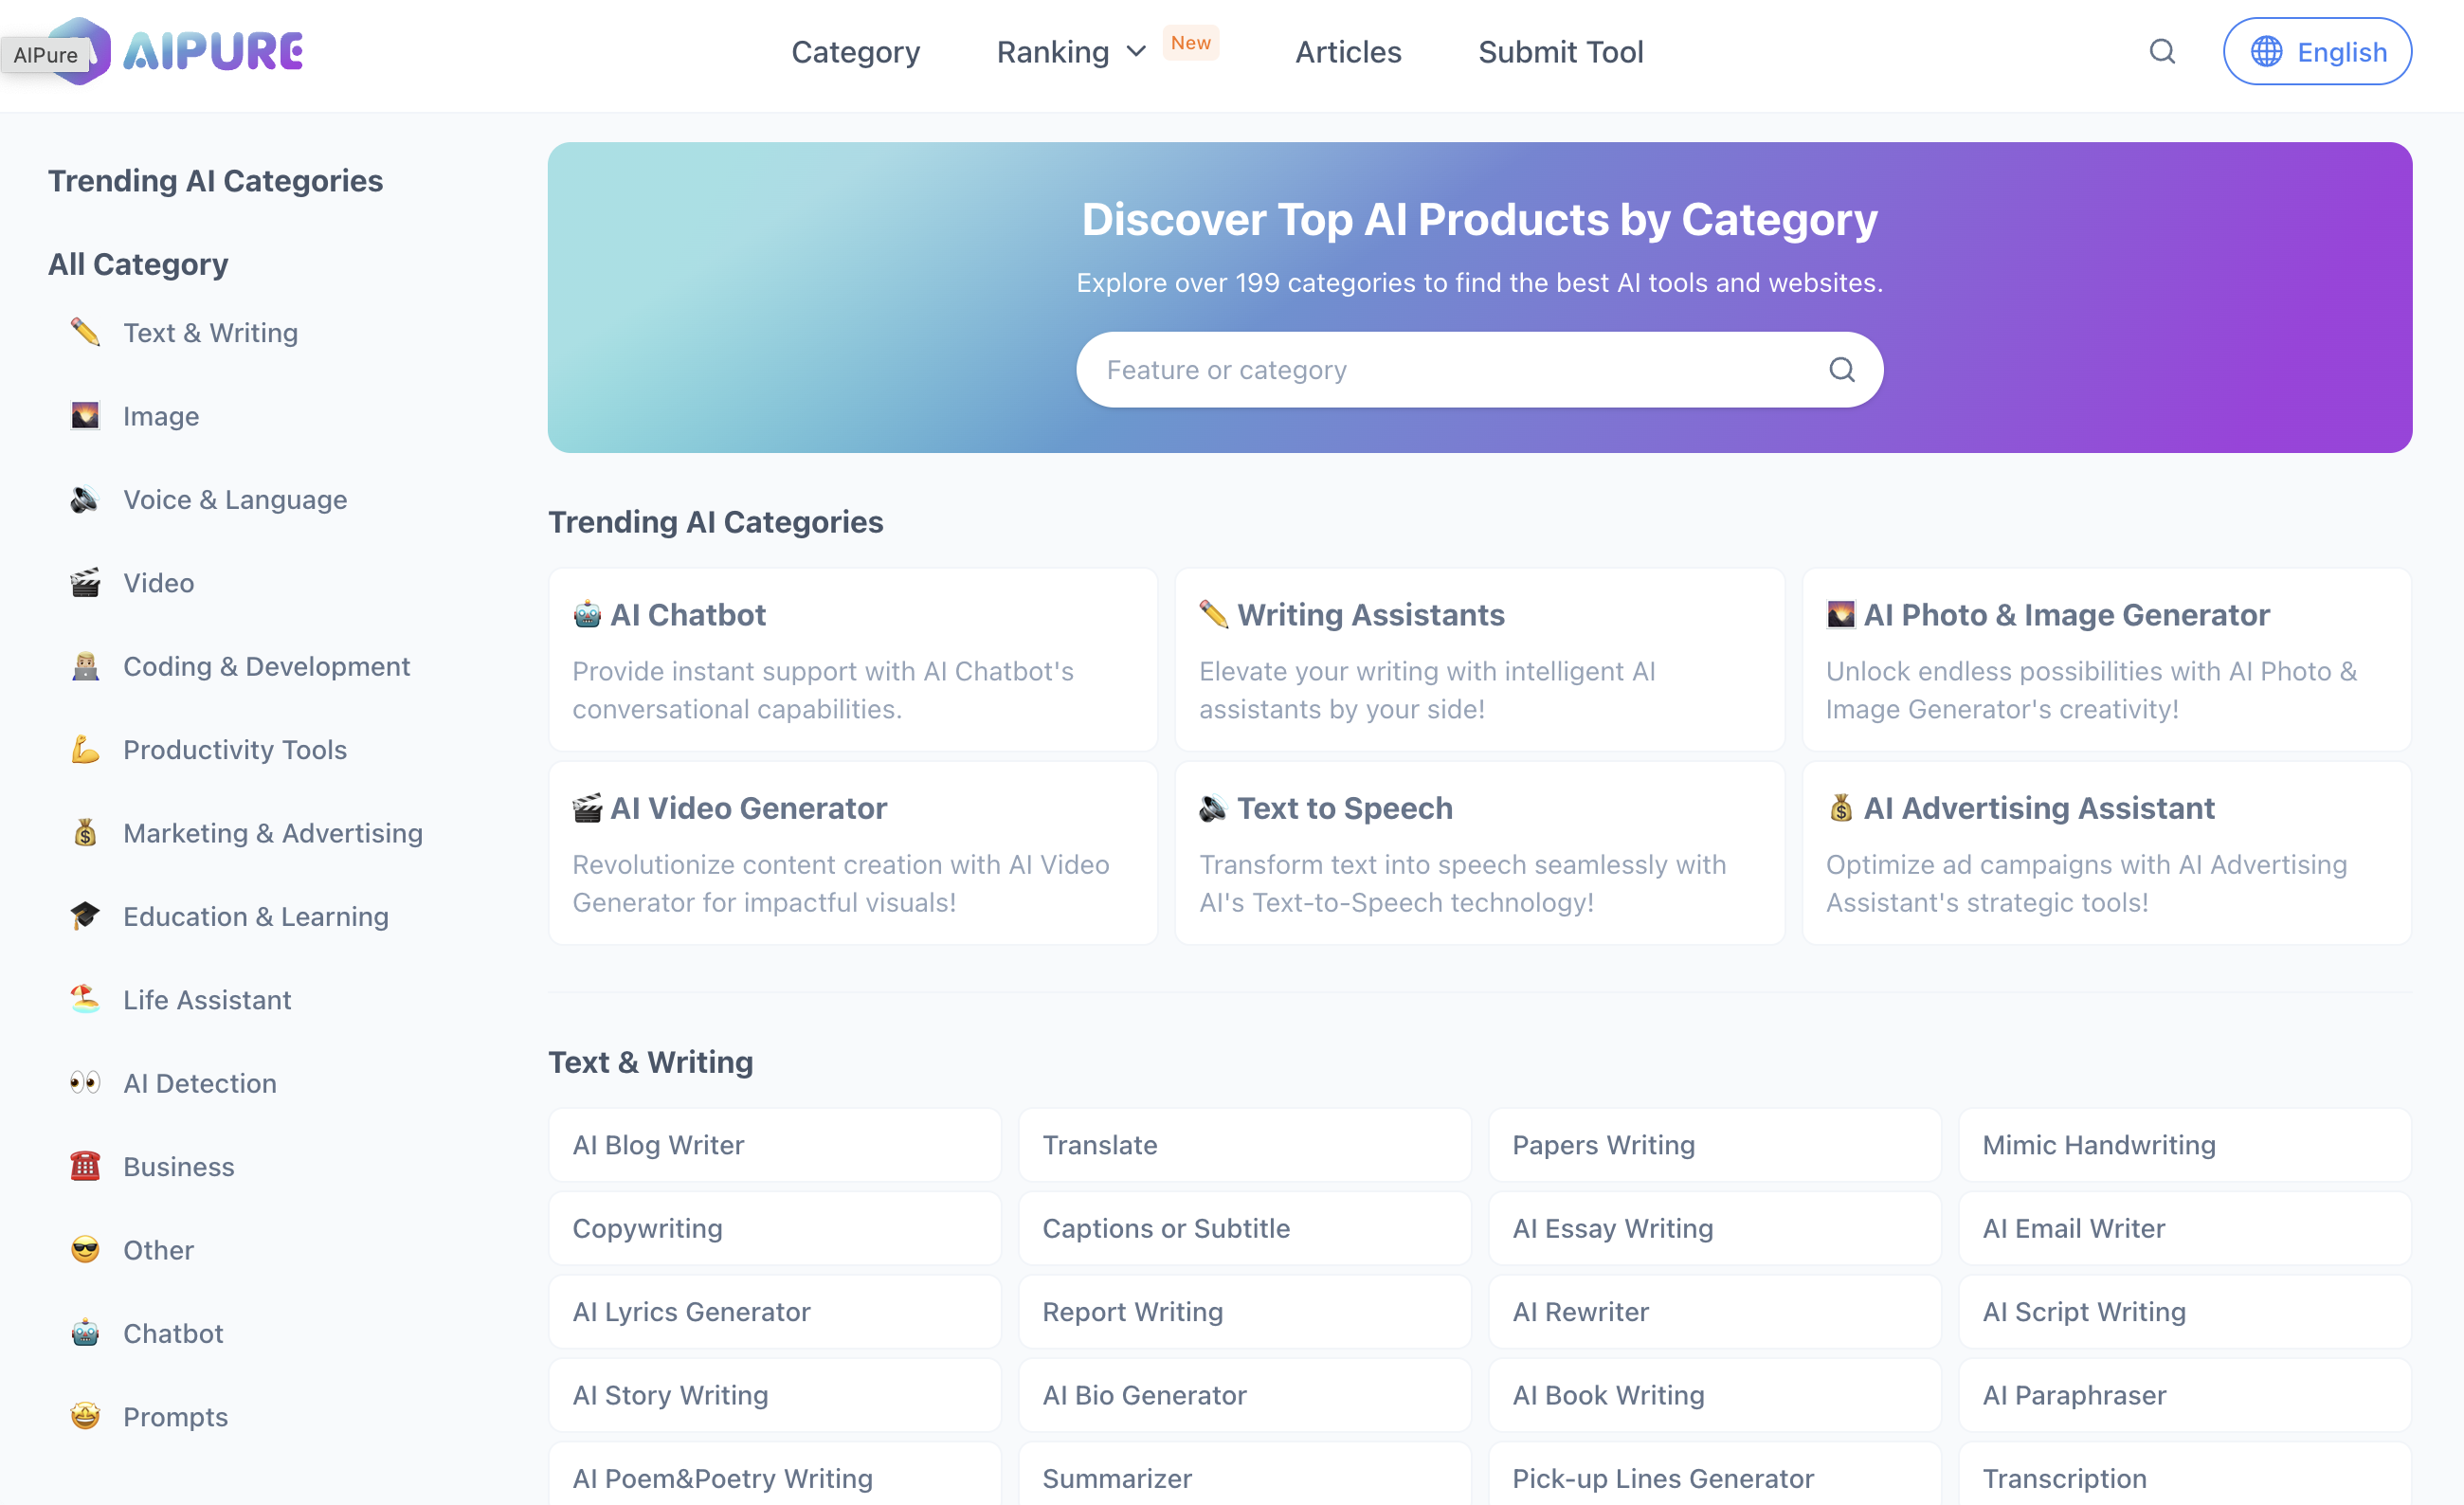 AIPure
AIPURE
Category
Ranking
New
Articles
Submit Tool
English
Trending AI Categories
All Category
Text & Writing
Image
Voice & Language
Video
Coding & Development
Productivity Tools
Marketing & Advertising
Education & Learning
Life Assistant
AI Detection
Business
Other
Chatbot
Prompts
Discover Top AI Products by Category
Explore over 199 categories to find the best AI tools and websites.
Feature or category
Trending AI Categories
AI Chatbot
Provide instant support with AI Chatbot's
conversational capabilities.
Writing Assistants
Elevate your writing with intelligent AI
assistants by your side!
AI Photo & Image Generator
Unlock endless possibilities with AI Photo &
Image Generator's creativity!
AI Video Generator
Revolutionize content creation with AI Video
Generator for impactful visuals!
Text to Speech
Transform text into speech seamlessly with
AI's Text-to-Speech technology!
AI Advertising Assistant
Optimize ad campaigns with AI Advertising
Assistant's strategic tools!
Text & Writing
AI Blog Writer
Translate
Papers Writing
Mimic Handwriting
Copywriting
Captions or Subtitle
AI Essay Writing
AI Email Writer
AI Lyrics Generator
Report Writing
AI Rewriter
AI Script Writing
AI Story Writing
AI Bio Generator
AI Book Writing
AI Paraphraser
AI Poem&Poetry Writing
Summarizer
Pick-up Lines Generator
Transcription